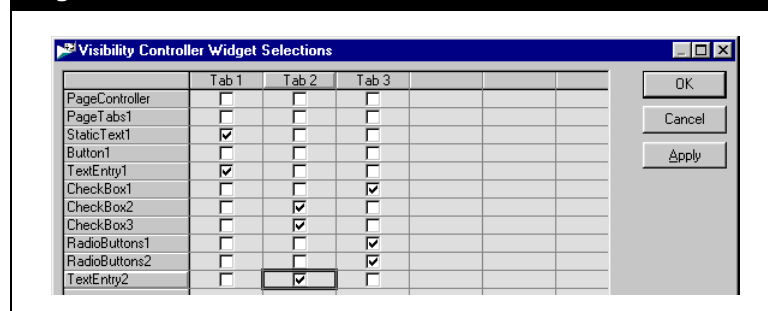 Visibility Controller Widget Selections
Tab 1 Tab 2 Tab 3
OK
PageController
PageTabs1
Cancel
StaticText1
Button1
Apply
TextEntry1
CheckBox1
CheckBox2
CheckBox3
RadioButtons1
RadioButtons2
TextEntry2